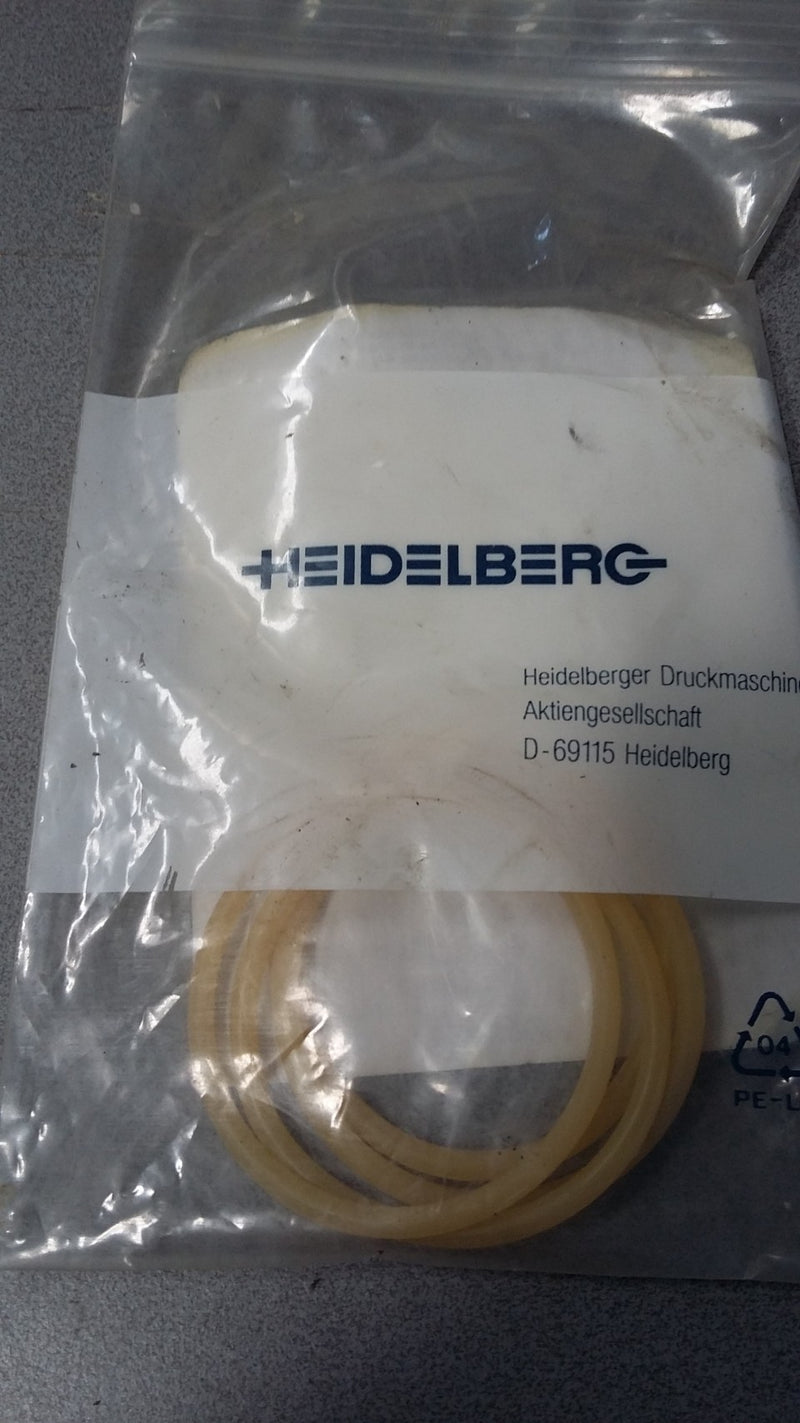 HEIDELBERG
Heidelberger Druckmaschine
Aktiengesellschaft
D-69115 Heidelberg
04
PE-L